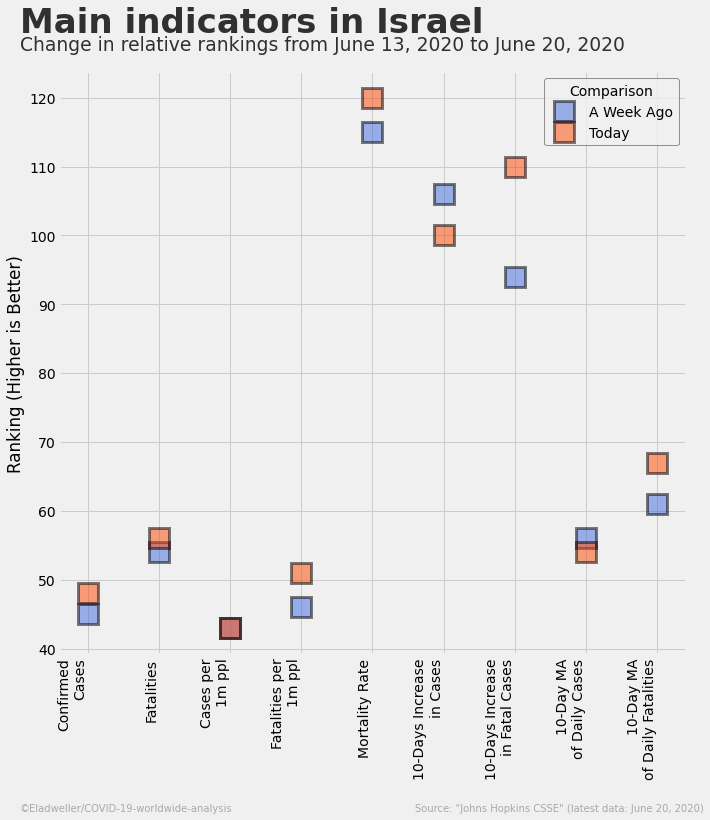 Main indicators in Israel
Change in relative rankings from June 13, 2020 to June 20, 2020
Comparison
A Week Ago
Today
Ranking (Higher is Better)
120
110
100
90
80
70
60
50
40
Confirmed
Cases
Fatalities
Cases per
1m ppl
Fatalities per
1m ppl
Mortality Rate
10-Days Increase
in Cases
10-Days Increase
in Fatal Cases
10-Day MA
of Daily Cases
10-Day MA
of Daily Fatalities
©Eladweller/COVID-19-worldwide-analysis
Source: "Johns Hopkins CSSE" (latest data: June 20, 2020)